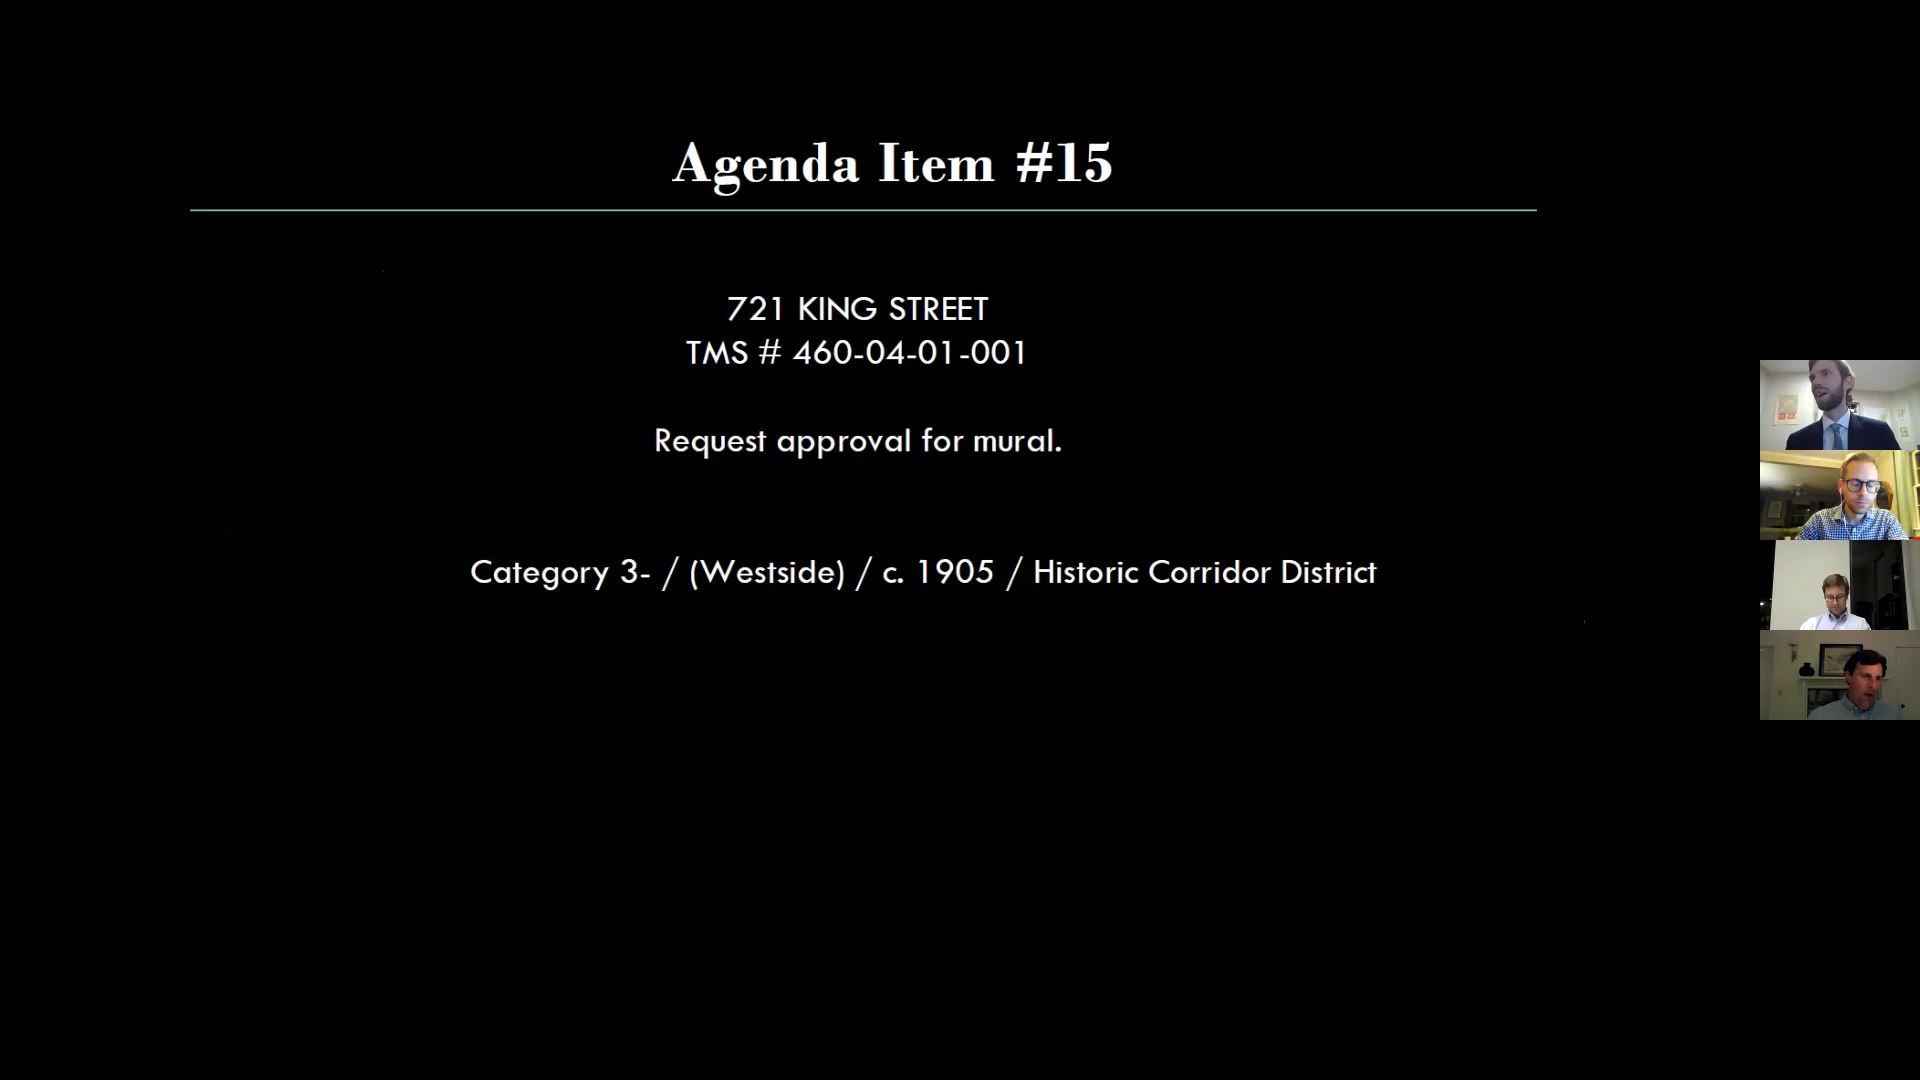 Agenda Item #15
721 KING STREET
TMS # 460-04-01-001
Request approval for mural.
Category 3- / (Westside) / c. 1905 / Historic Corridor District